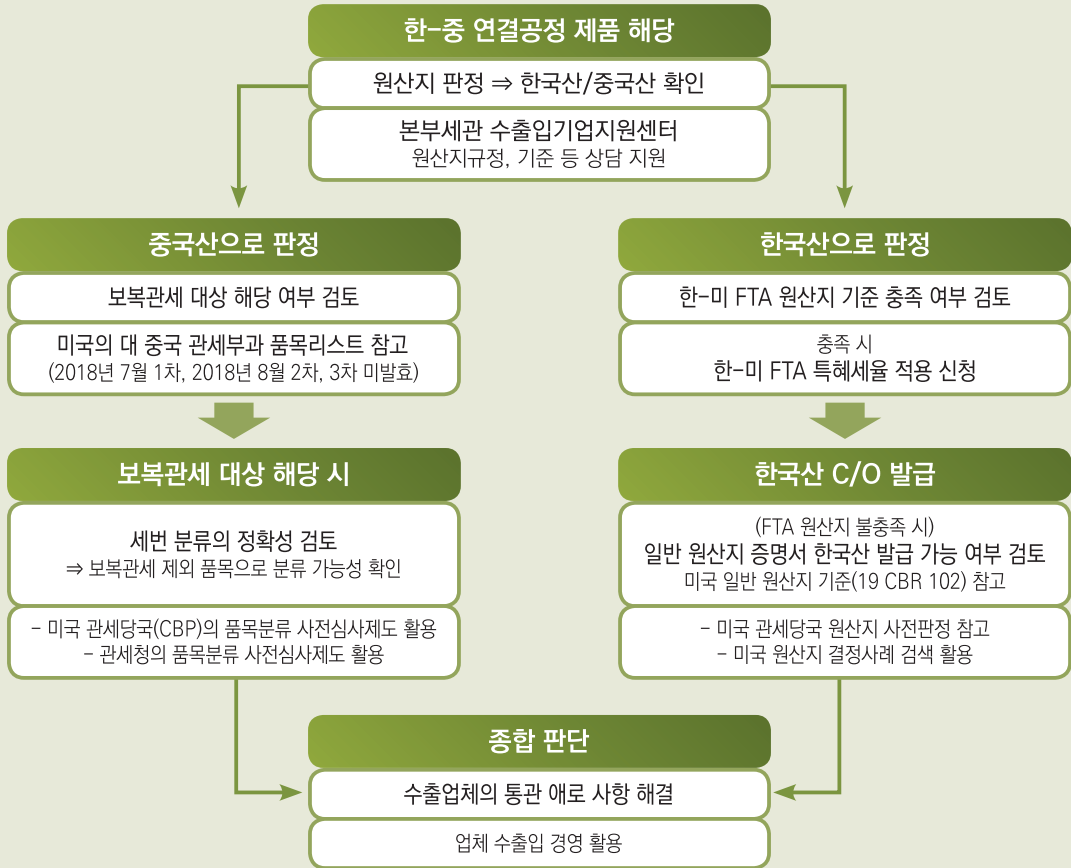 한-중 연결공정 제품 해당
원산지 판정 ⇒ 한국산/중국산 확인
본부세관 수출입기업지원센터
원산지규정, 기준 등 상담 지원
중국산으로 판정
보복관세 대상 해당 여부 검토
미국의 대 중국 관세부과 품목리스트 참고
(2018년 7월 1차, 2018년 8월 2차, 3차 미발효)
보복관세 대상 해당 시
세번 분류의 정확성 검토
⇒ 보복관세 제외 품목으로 분류 가능성 확인
- 미국 관세당국(CBP)의 품목분류 사전심사제도 활용
- 관세청의 품목분류 사전심사제도 활용
한국산으로 판정
한-미 FTA 원산지 기준 충족 여부 검토
충족 시
한-미 FTA 특혜세율 적용 신청
한국산 C/O 발급
(FTA 원산지 불충족 시)
일반 원산지 증명서 한국산 발급 가능 여부 검토
미국 일반 원산지 기준(19 CBR 102) 참고
- 미국 관세당국 원산지 사전판정 참고
- 미국 원산지 결정사례 검색 활용
종합 판단
수출업체의 통관 애로 사항 해결
업체 수출입 경영 활용